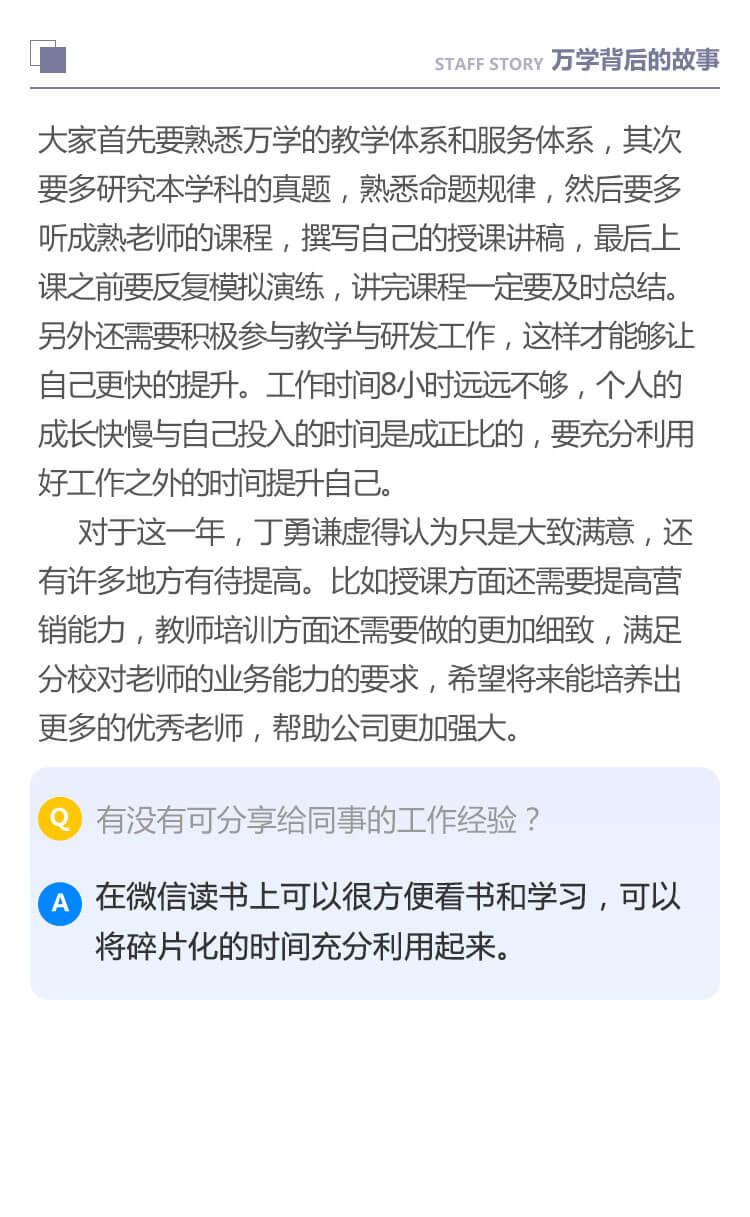 STAFF STORY 万学背后的故事
大家首先要熟悉万学的教学体系和服务体系，其次
要多研究本学科的真题，熟悉命题规律，然后要多
听成熟老师的课程，撰写自己的授课讲稿，最后上
课之前要反复模拟演练，讲完课程一定要及时总结。
另外还需要积极参与教学与研发工作，这样才能够让
自己更快的提升。工作时间8小时远远不够，个人的
成长快慢与自己投入的时间是成正比的，要充分利用
好工作之外的时间提升自己。
对于这一年，丁勇谦虚得认为只是大致满意，还
有许多地方有待提高。比如授课方面还需要提高营
销能力，教师培训方面还需要做的更加细致，满足
分校对老师的业务能力的要求，希望将来能培养出
更多的优秀老师，帮助公司更加强大。
Q 有没有可分享给同事的工作经验？
A 在微信读书上可以很方便看书和学习，可以
将碎片化的时间充分利用起来。